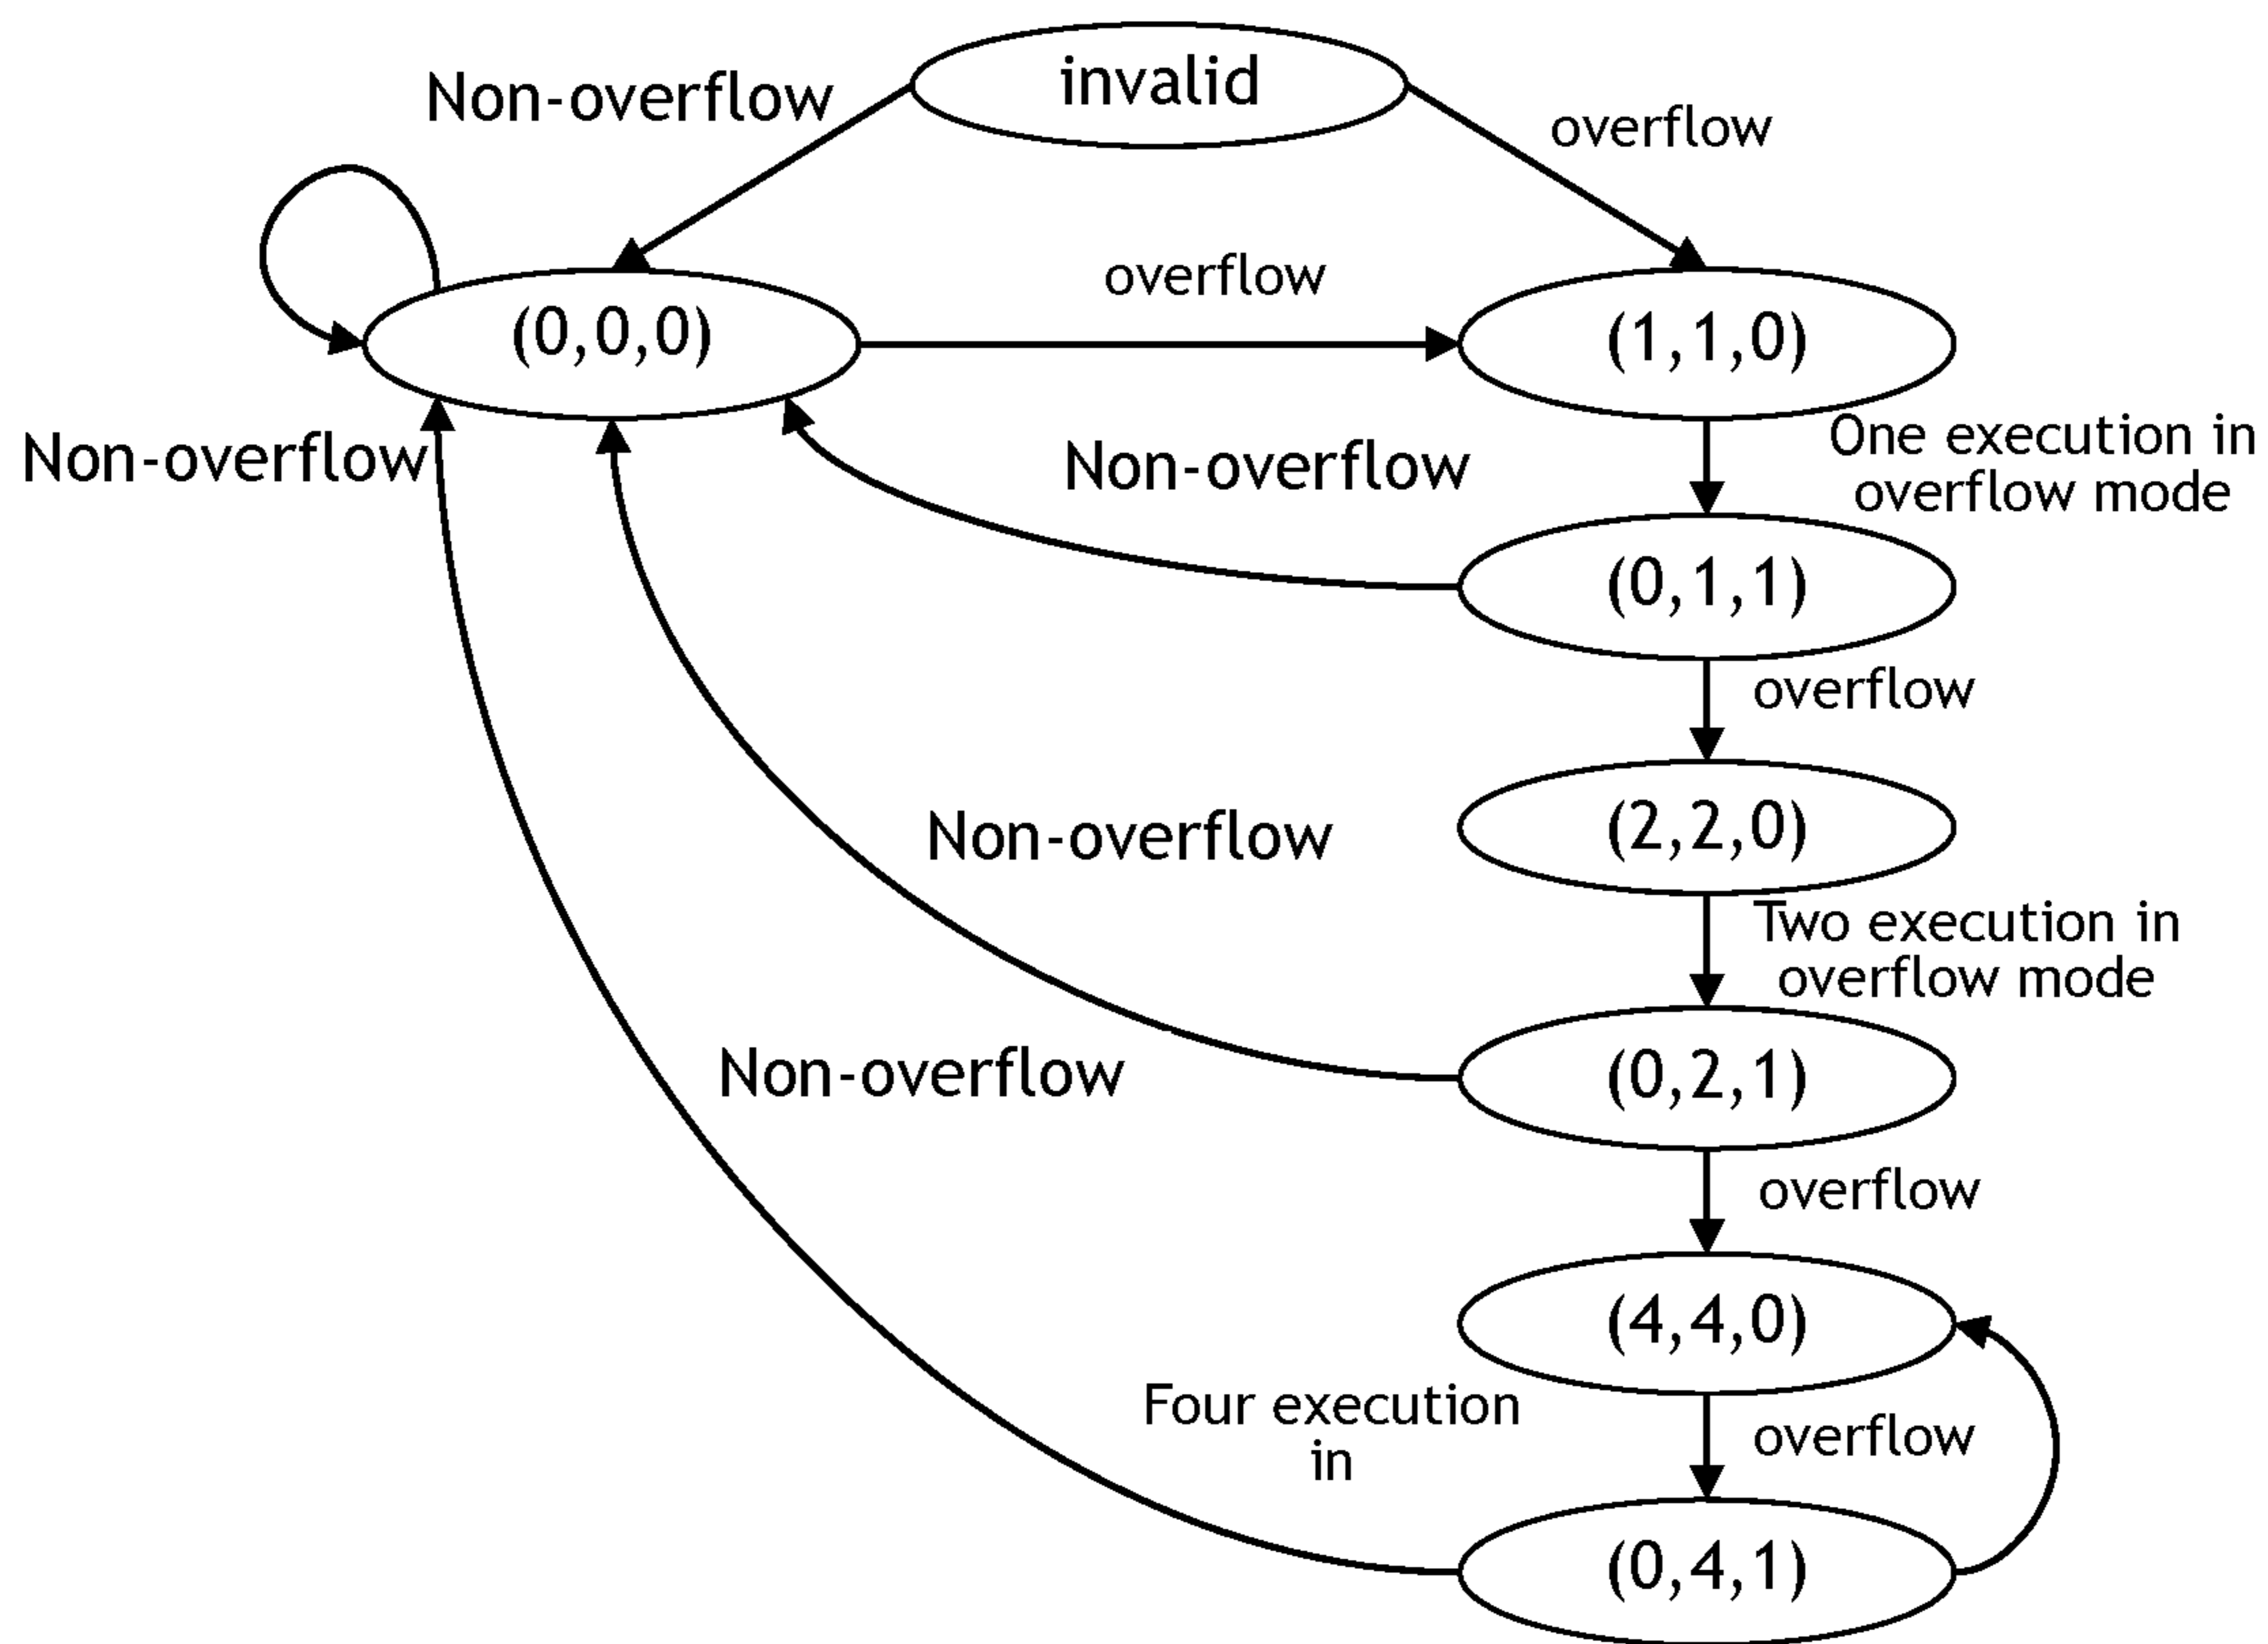 invalid
Non-overflow
overflow
overflow
(0,0,0)
(1,1,0)
Non-overflow
Non-overflow
One execution in
overflow mode
(0,1,1)
overflow
(2,2,0)
Non-overflow
Two execution in
overflow mode
Non-overflow
(0,2,1)
overflow
(4,4,0)
Four execution
in
overflow
(0,4,1)